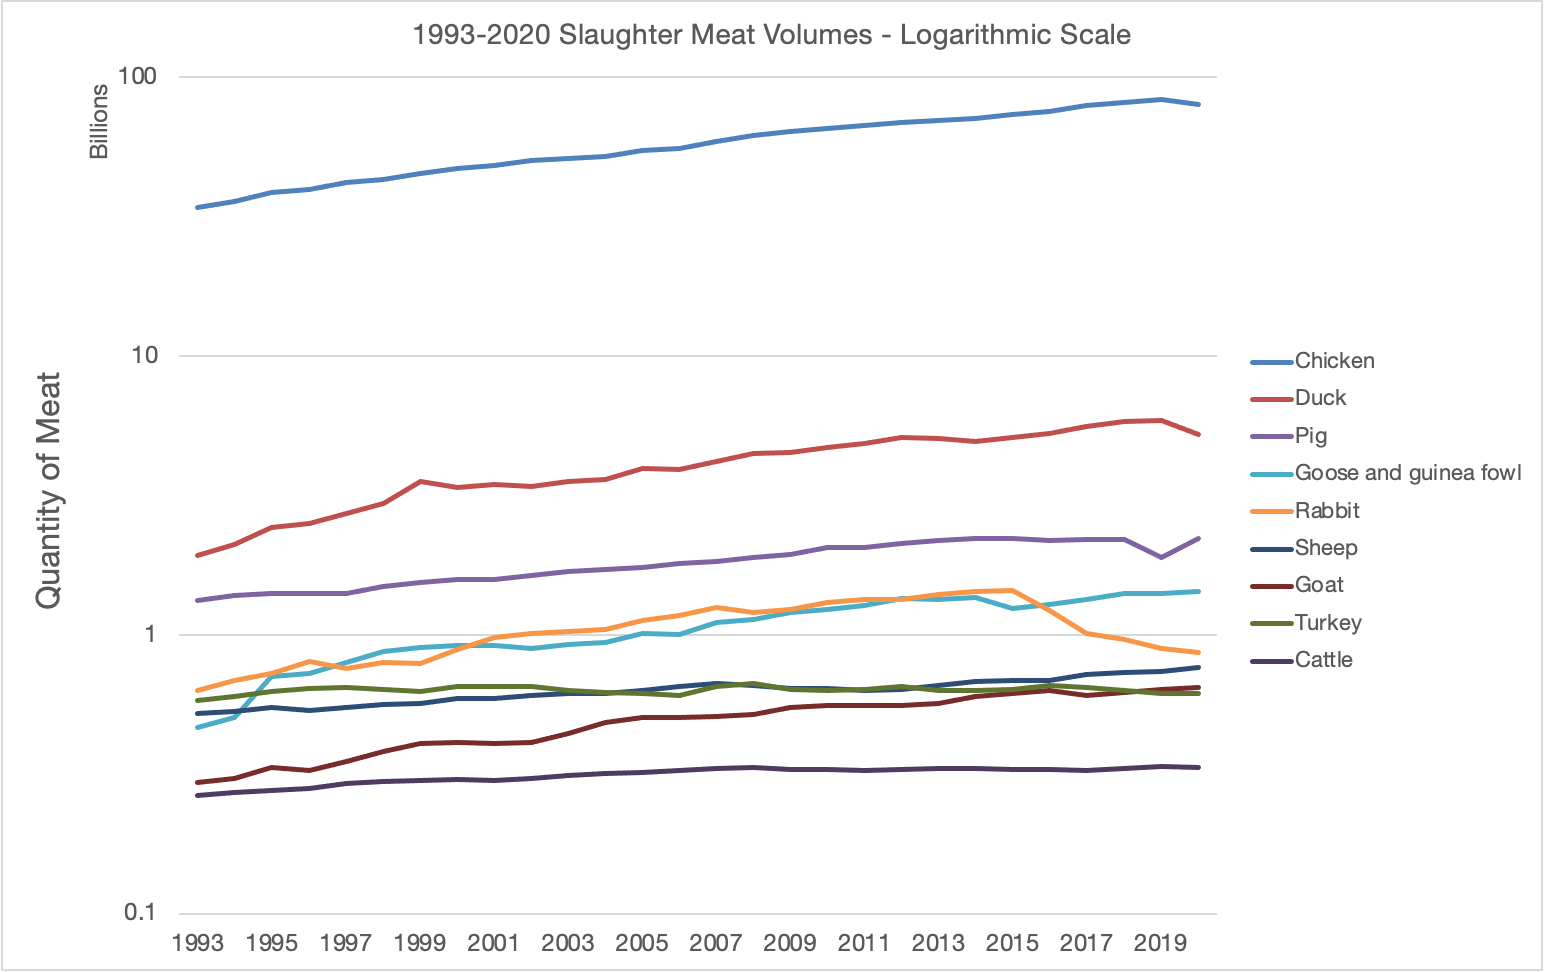 1993-2020 Slaughter Meat Volumes - Logarithmic Scale
100
Billions
10
Quantity of Meat
1
0.1
1993 1995 1997 1999 2001 2003 2005 2007 2009 2011 2013 2015 2017 2019
Chicken
Duck
Pig
Goose and guinea fowl
Rabbit
Sheep
Goat
Turkey
Cattle